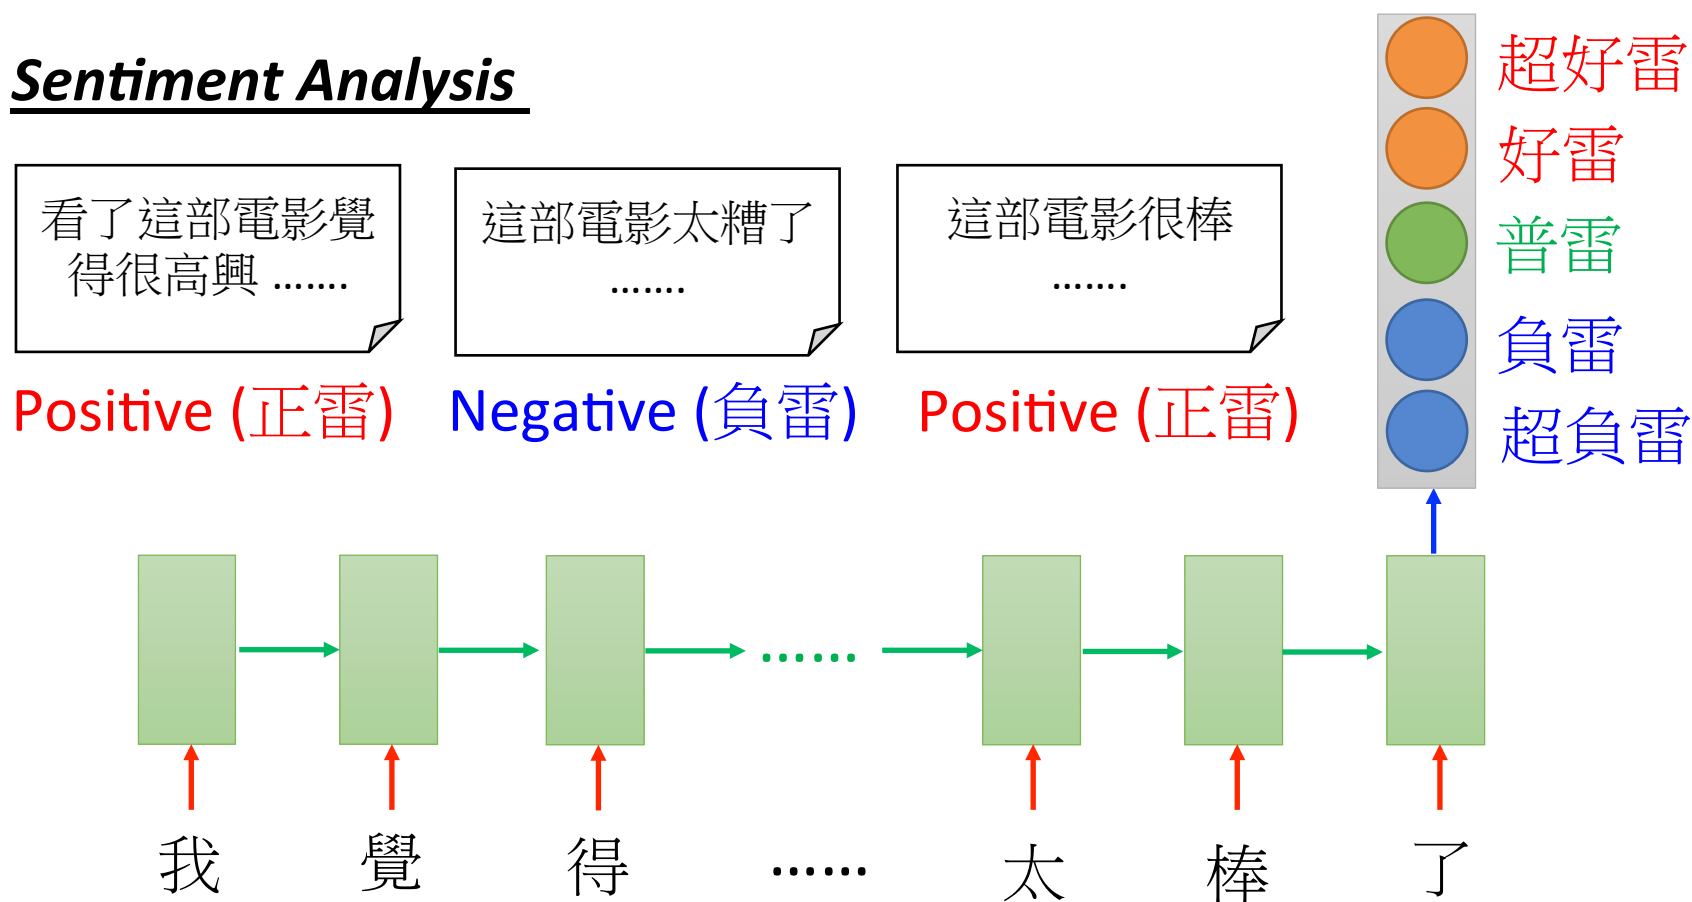 Sentiment Analysis
看了這部電影覺
得很高興 …….
這部電影太糟了
…….
這部電影很棒
…….
Positive (正雷)
Negative (負雷)
Positive (正雷)
超好雷
好雷
普雷
負雷
超負雷
……
我 覺 得 …… 太 棒 了